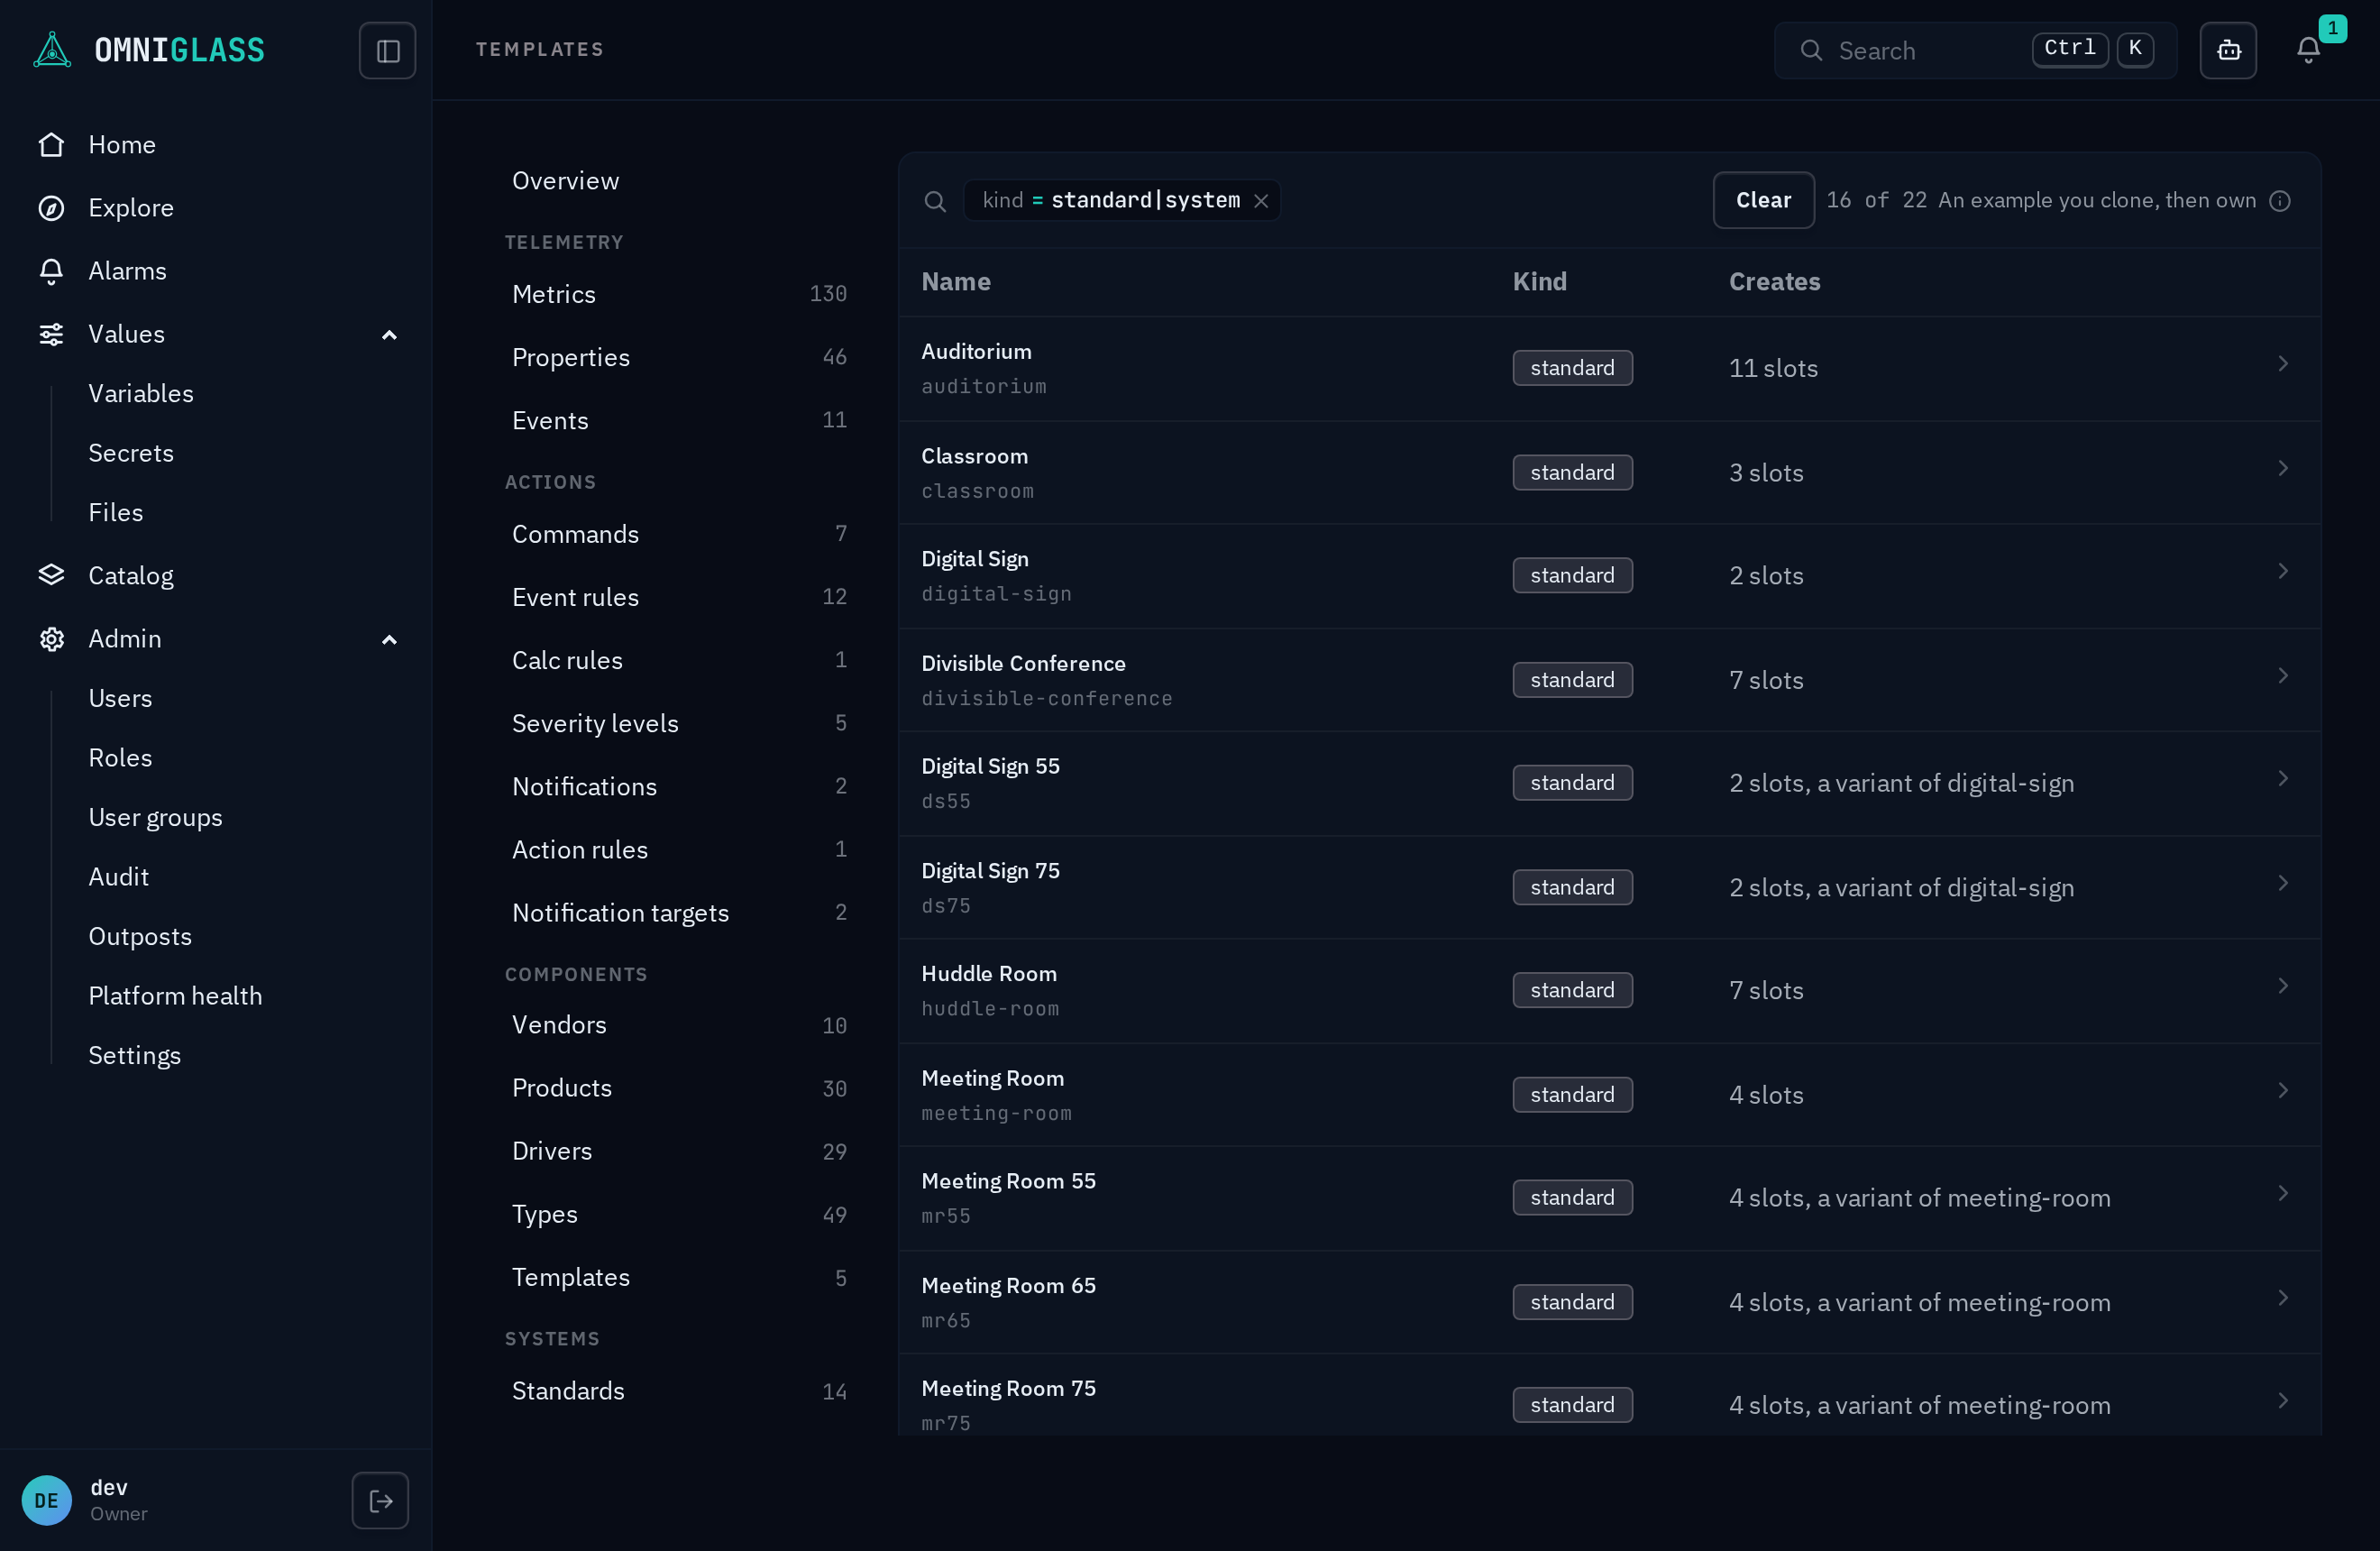 OMNIGLASS
Home
Explore
Alarms
Values
Variables
Secrets
Files
Catalog
Admin
Users
Roles
User groups
Audit
Outposts
Platform health
Settings
DE
dev
Owner
TEMPLATES
Search Ctrl K
1
Overview
TELEMETRY
Metrics 130
Properties 46
Events 11
ACTIONS
Commands 7
Event rules 12
Calc rules 1
Severity levels 5
Notifications 2
Action rules 1
Notification targets 2
COMPONENTS
Vendors 10
Products 30
Drivers 29
Types 49
Templates 5
SYSTEMS
Standards 14
kind = standard|system
Clear 16 of 22 An example you clone, then own
Name Kind Creates
Auditorium
auditorium
standard 11 slots
Classroom
classroom
standard 3 slots
Digital Sign
digital-sign
standard 2 slots
Divisible Conference
divisible-conference
standard 7 slots
Digital Sign 55
ds55
standard 2 slots, a variant of digital-sign
Digital Sign 75
ds75
standard 2 slots, a variant of digital-sign
Huddle Room
huddle-room
standard 7 slots
Meeting Room
meeting-room
standard 4 slots
Meeting Room 55
mr55
standard 4 slots, a variant of meeting-room
Meeting Room 65
mr65
standard 4 slots, a variant of meeting-room
Meeting Room 75
mr75
standard 4 slots, a variant of meeting-room